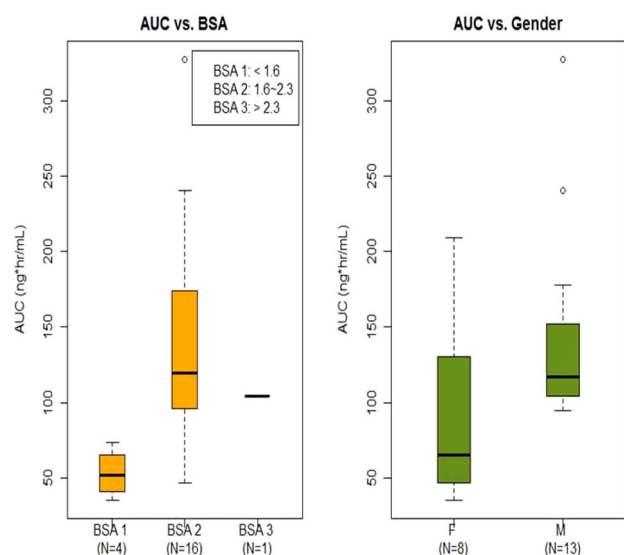 AUC vs. BSA
BSA 1: < 1.6
BSA 2: 1.6~2.3
BSA 3: > 2.3
AUC (ng*hr/mL)
300
250
200
150
100
50
BSA 1
(N=4)
BSA 2
(N=16)
BSA 3
(N=1)
AUC vs. Gender
AUC (ng*hr/mL)
300
250
200
150
100
50
F
(N=8)
M
(N=13)